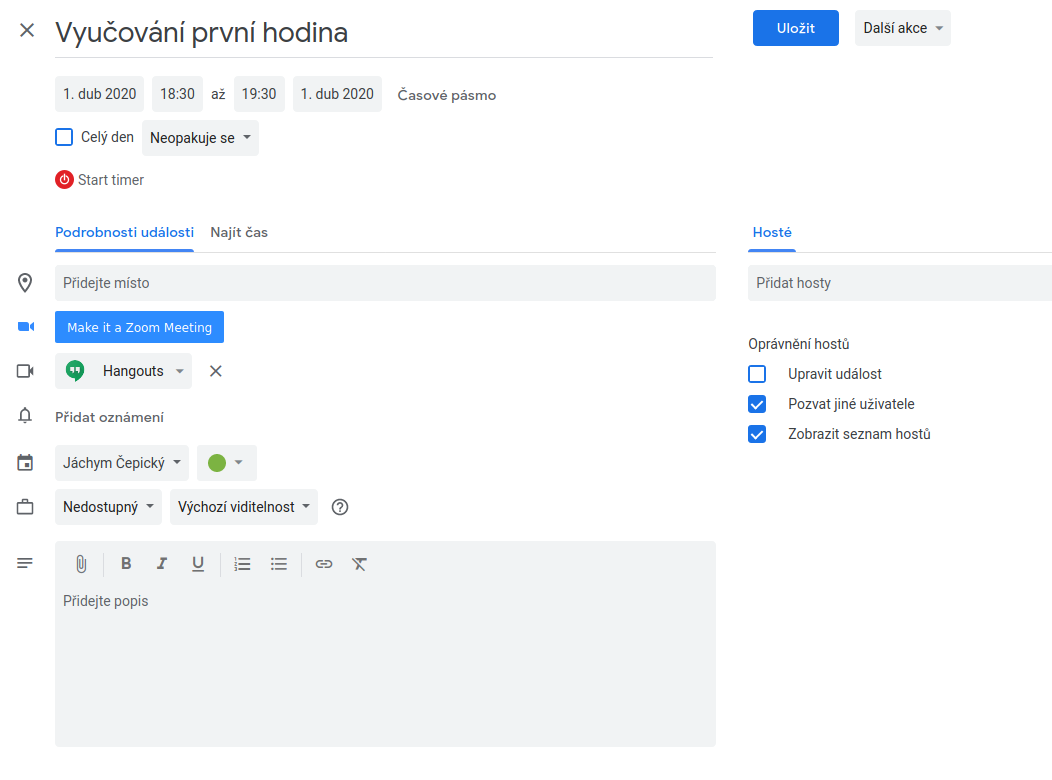 Vyučování první hodina
Uložit
Další akce
1. dub 2020 18:30 až 19:30 1. dub 2020 Časové pásmo
Celý den Neopakuje se
Start timer
Podrobnosti události Najít čas
Hosté
Přidejte místo
Přidat hosty
Make it a Zoom Meeting
Oprávnění hostů
Hangouts
Upravit událost
Pozvat jiné uživatele
Přidat oznámení
Zobrazit seznam hostů
Jáchym Čepický
Nedostupný Výchozí viditelnost
Přidejte popis